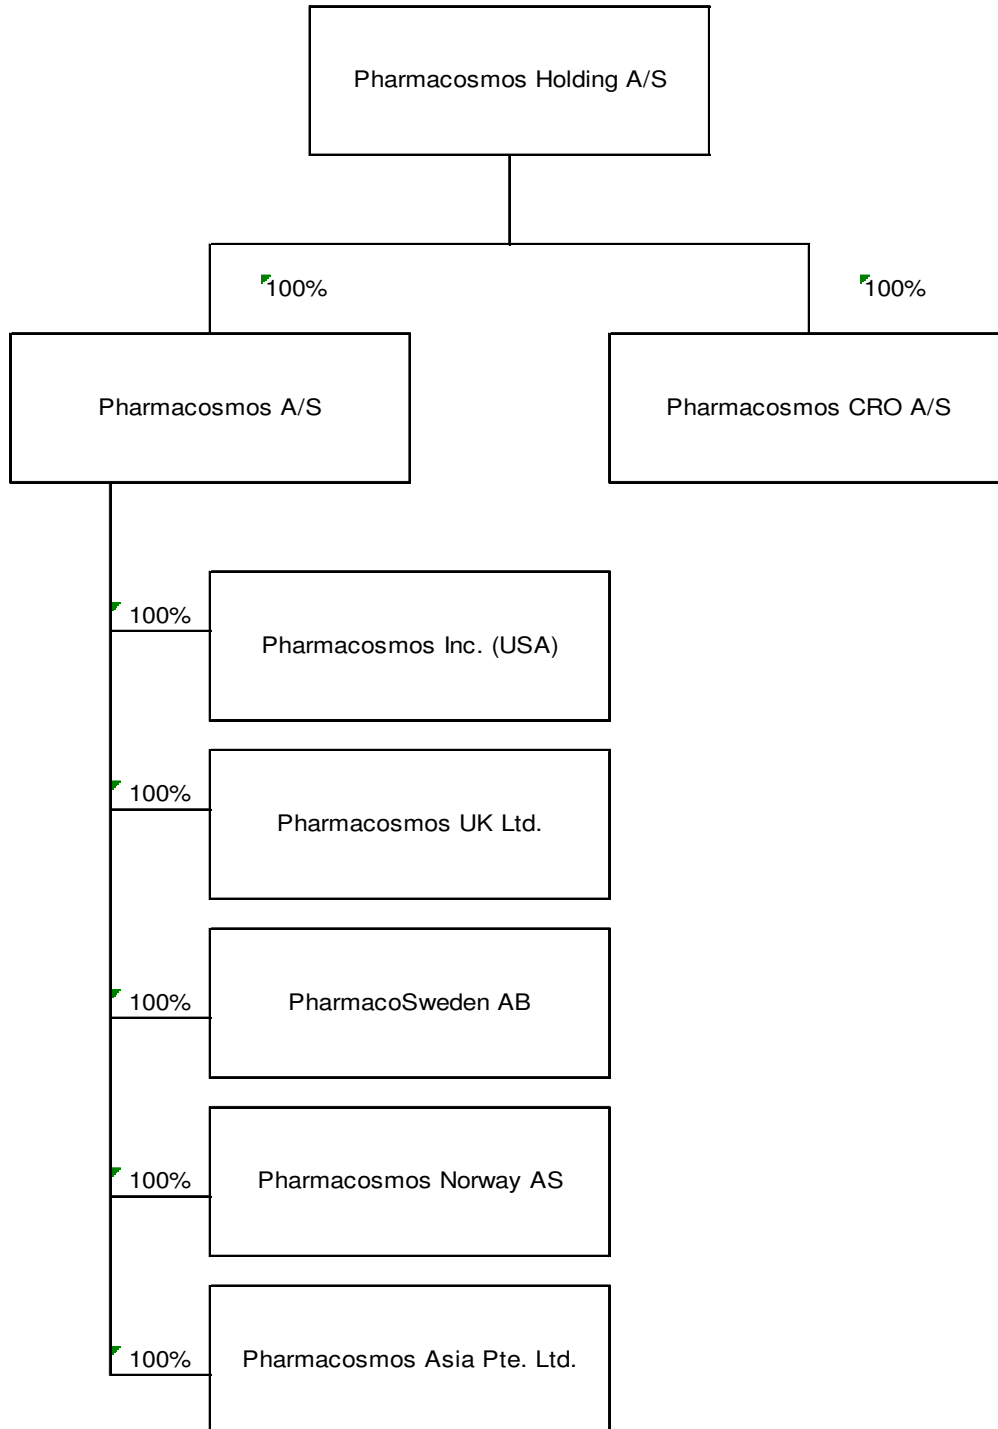 Pharmacosmos Holding A/S
100%
100%
Pharmacosmos A/S
Pharmacosmos CRO A/S
100%
Pharmacosmos Inc. (USA)
100%
Pharmacosmos UK Ltd.
100%
PharmacoSweden AB
100%
Pharmacosmos Norway AS
100%
Pharmacosmos Asia Pte. Ltd.